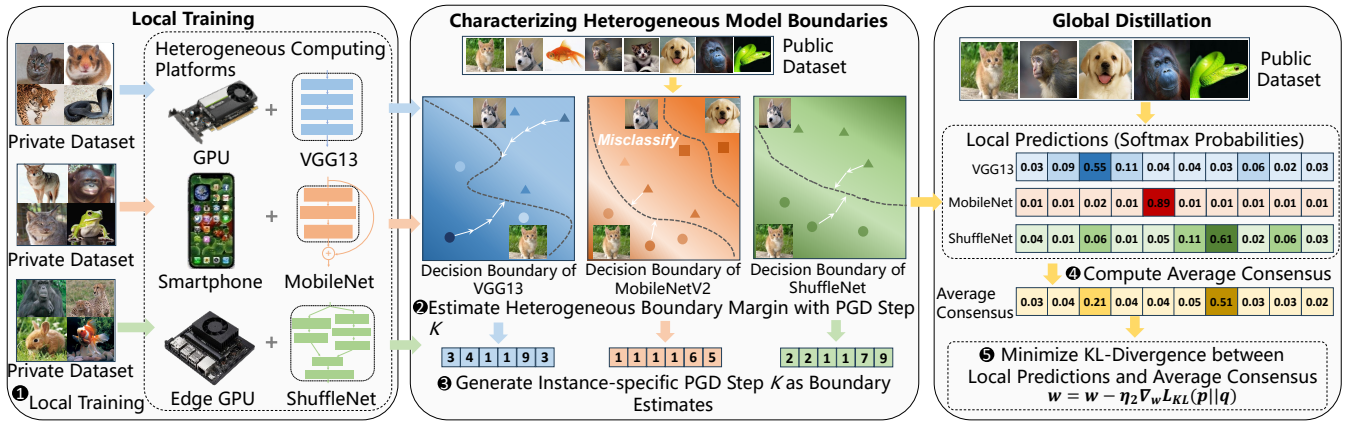 Local Training
Heterogeneous Computing
Platforms
Private Dataset
GPU
+
VGG13
Private Dataset
Smartphone
+
MobileNet
Private Dataset
Edge GPU
+
ShuffleNet
❶Local Training
Characterizing Heterogeneous Model Boundaries
Public
Dataset
Misclassify
Decision Boundary of
VGG13
Decision Boundary of
MobileNetV2
Decision Boundary of
ShuffleNet
❷Estimate Heterogeneous Boundary Margin with PGD Step
K
3 4 1 1 9 3
1 1 1 1 6 5
2 2 1 1 7 9
❸ Generate Instance-specific PGD Step K as Boundary
Estimates
Global Distillation
Public
Dataset
Local Predictions (Softmax Probabilities)
VGG13 0.03 0.09 0.55 0.11 0.04 0.04 0.03 0.06 0.02 0.03
MobileNet 0.01 0.01 0.02 0.01 0.89 0.01 0.01 0.01 0.01 0.01
ShuffleNet 0.04 0.01 0.06 0.01 0.05 0.11 0.61 0.02 0.06 0.03
❹ Compute Average Consensus
Average
Consensus
0.03 0.04 0.21 0.04 0.04 0.05 0.51 0.03 0.03 0.02
❺ Minimize KL-Divergence between
Local Predictions and Average Consensus
w = w − η₂∇_w L_KL(p||q)